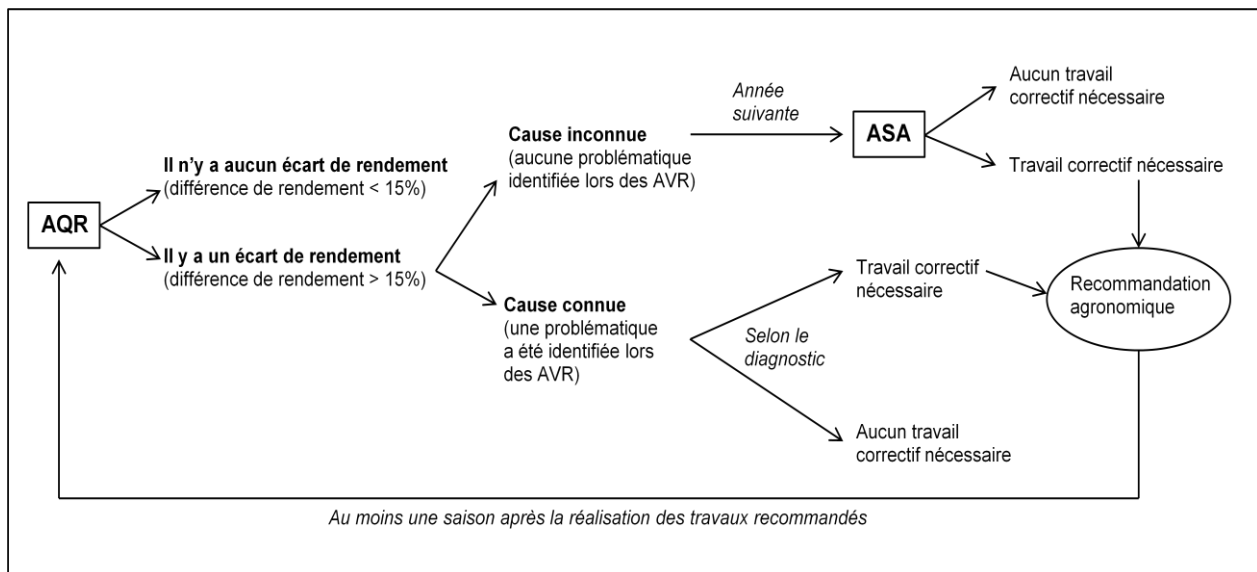 AQR
Il n'y a aucun écart de rendement
(différence de rendement < 15%)
Il y a un écart de rendement
(différence de rendement > 15%)
Cause inconnue
(aucune problématique
identifiée lors des AVR)
Cause connue
(une problématique
a été identifiée lors
des AVR)
Année
suivante
ASA
Aucun travail
correctif nécessaire
Travail correctif nécessaire
Selon le
diagnostic
Travail correctif
nécessaire
Aucun travail
correctif nécessaire
Recommandation
agronomique
Au moins une saison après la réalisation des travaux recommandés